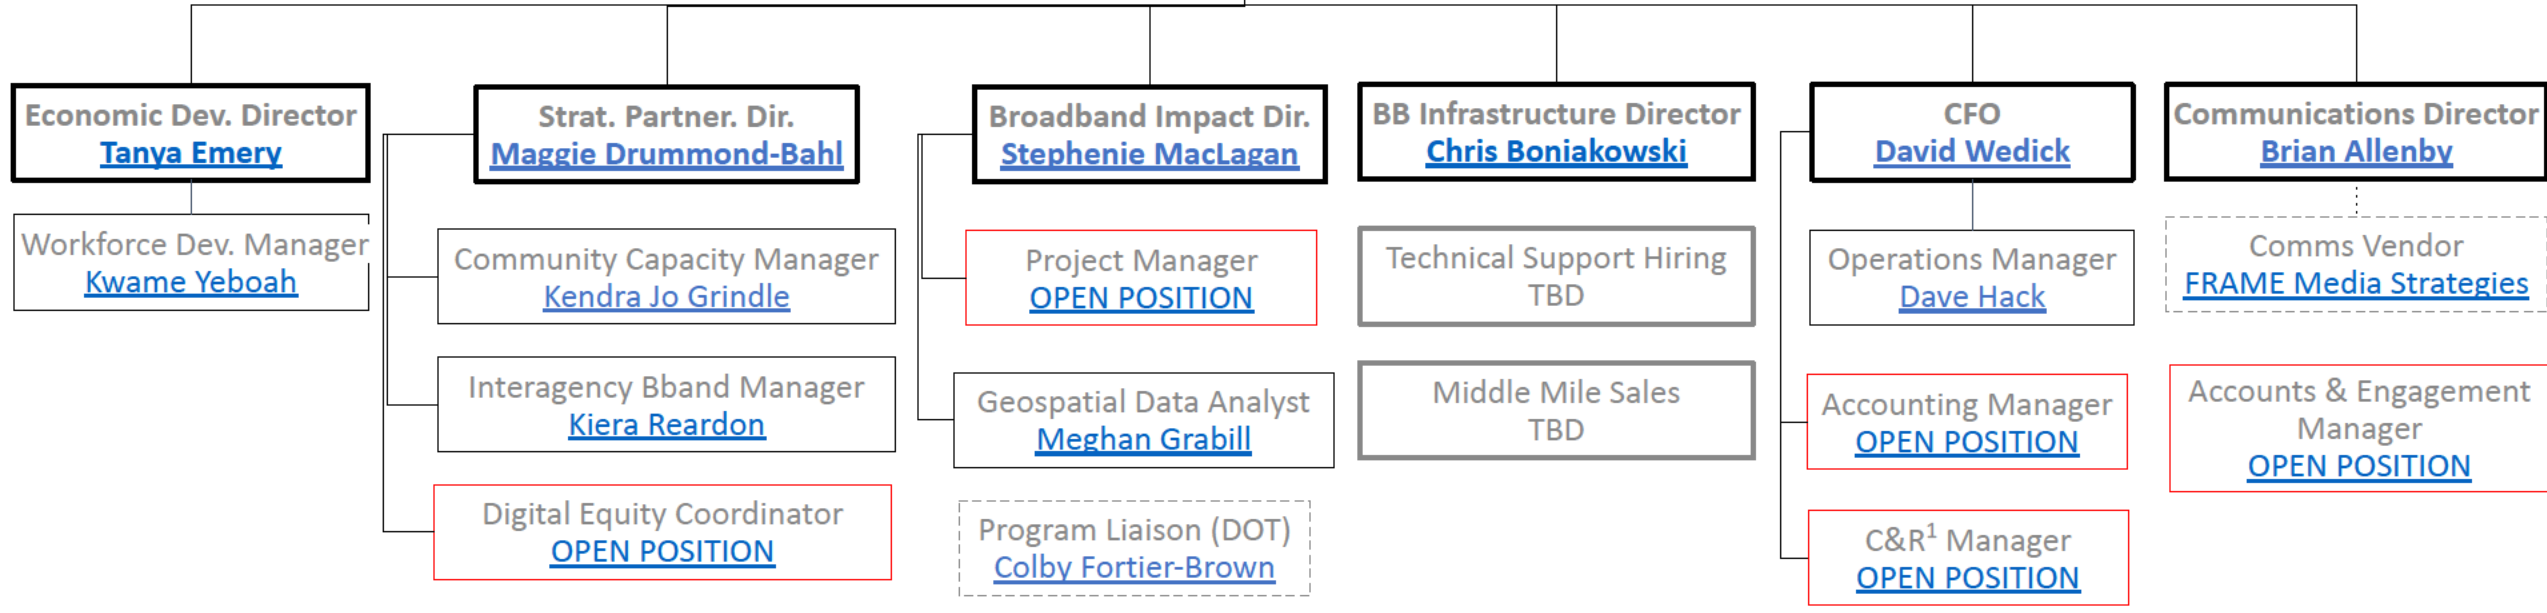 Economic Dev. Director
Tanya Emery
Workforce Dev. Manager
Kwame Yeboah
Strat. Partner. Dir.
Maggie Drummond-Bahl
Community Capacity Manager
Kendra Jo Grindle
Interagency Bband Manager
Kiera Reardon
Digital Equity Coordinator
OPEN POSITION
Broadband Impact Dir.
Stephenie MacLagan
Project Manager
OPEN POSITION
Geospatial Data Analyst
Meghan Grabill
Program Liaison (DOT)
Colby Fortier-Brown
BB Infrastructure Director
Chris Boniakowski
Technical Support Hiring
TBD
Middle Mile Sales
TBD
CFO
David Wedick
Operations Manager
Dave Hack
Accounting Manager
OPEN POSITION
C&R¹ Manager
OPEN POSITION
Communications Director
Brian Allenby
Comms Vendor
FRAME Media Strategies
Accounts & Engagement
Manager
OPEN POSITION